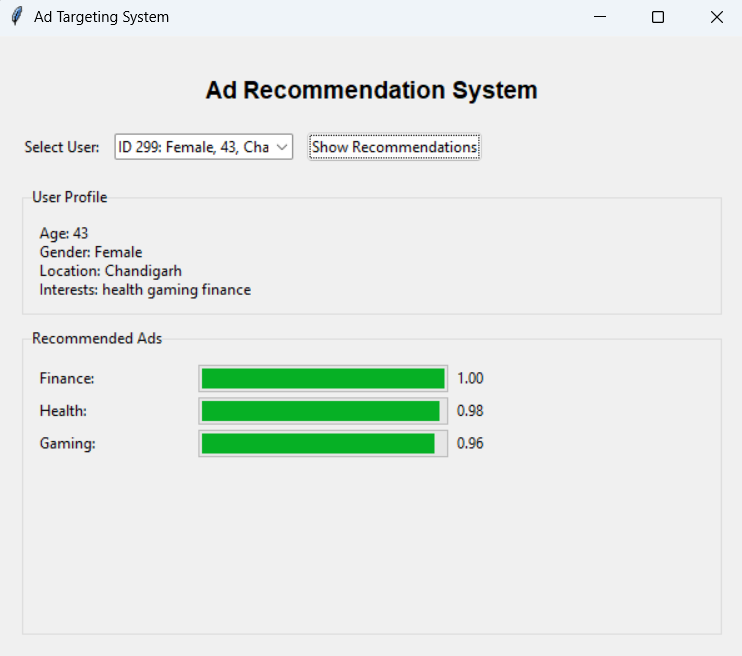 Ad Targeting System
Ad Recommendation System
Select User: ID 299: Female, 43, Cha Show Recommendations
User Profile
Age: 43
Gender: Female
Location: Chandigarh
Interests: health gaming finance
Recommended Ads
Finance: 1.00
Health: 0.98
Gaming: 0.96